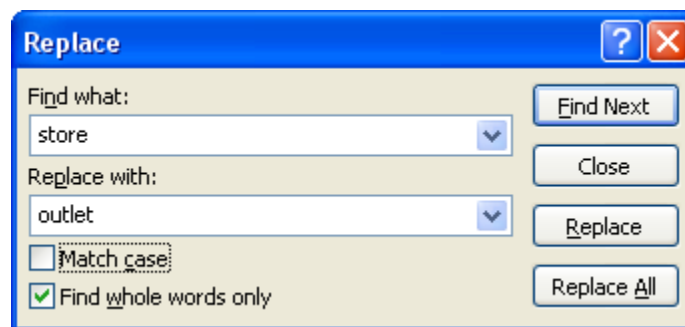 Replace
?
Find what:
store
Replace with:
outlet
Match case
Find whole words only
Find Next
Close
Replace
Replace All